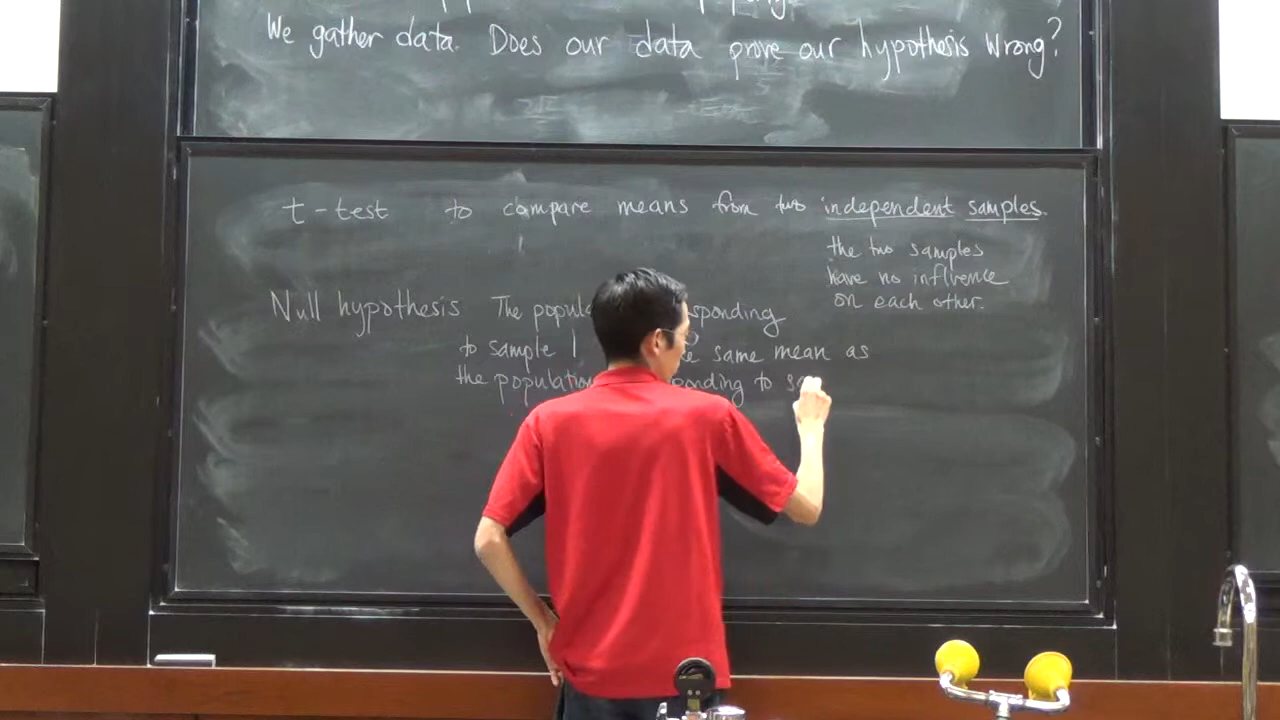 We gather data. Does our data prove our hypothesis wrong?
t-test to compare means from two independent samples.
the two samples
have no influence
on each other.
Null hypothesis The popula sponding
to sample 1 same mean as
the population ponding to